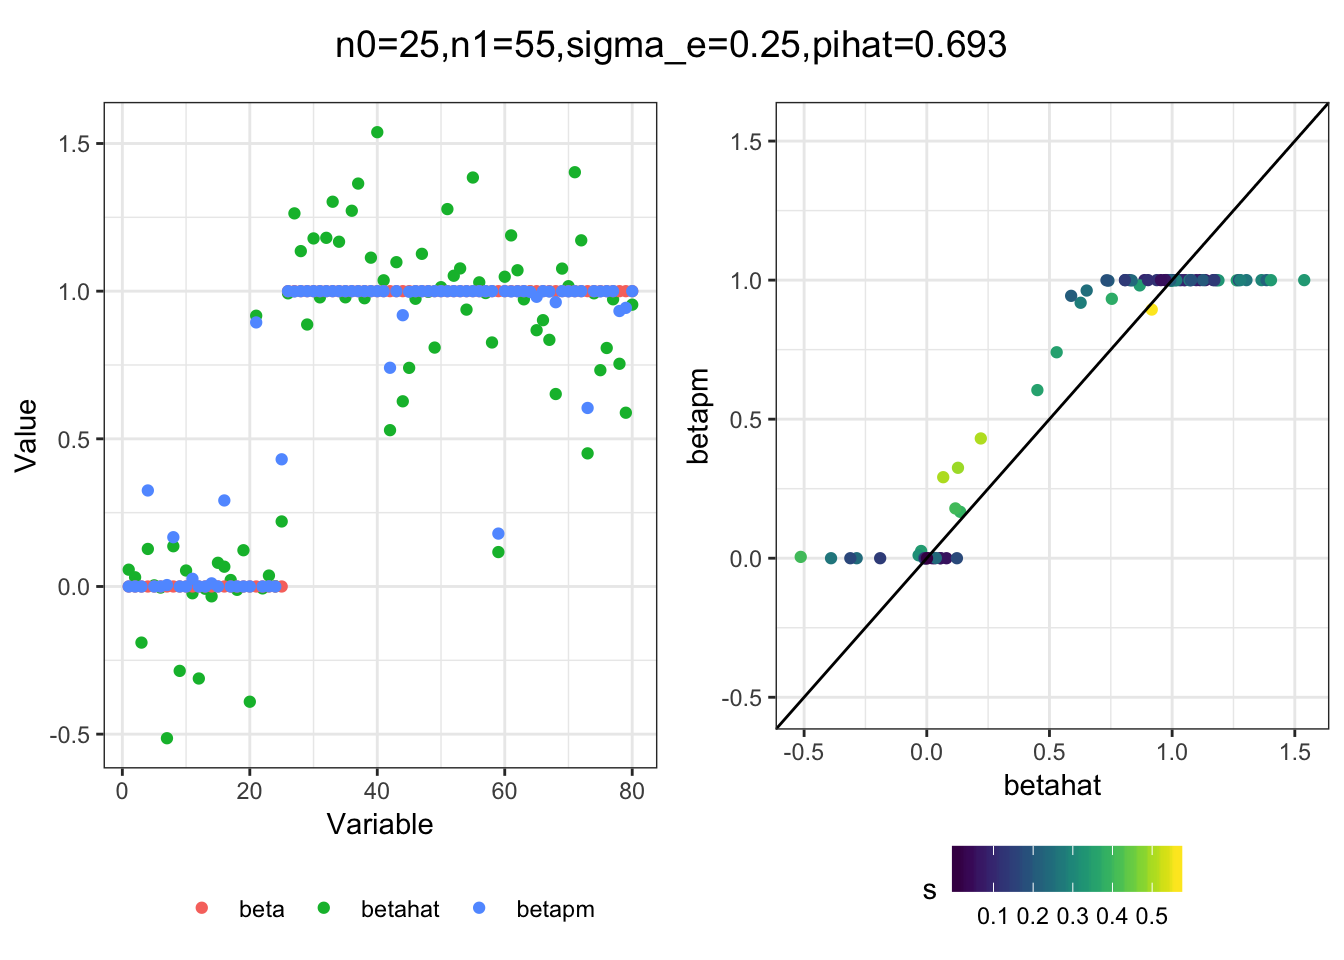 n0=25,n1=55,sigma_e=0.25,pihat=0.693
Value
1.5
1.0
0.5
0.0
-0.5
0 20 40 60 80
Variable
beta betahat betapm
betapm
1.5
1.0
0.5
0.0
-0.5
-0.5 0.0 0.5 1.0 1.5
betahat
s
0.1 0.2 0.3 0.4 0.5